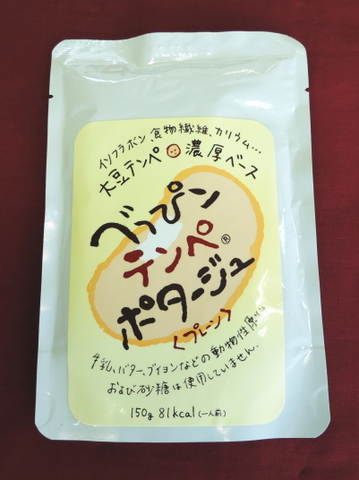 イソフラボン、食物繊維、カリウム…
大豆テンペ 濃厚ベース
べっぴん
テンペ®
ポタージュ
<プレーン>
牛乳、バター、ブイヨンなどの動物性原料
および砂糖は使用していません。
150g 81kcal (一人前)